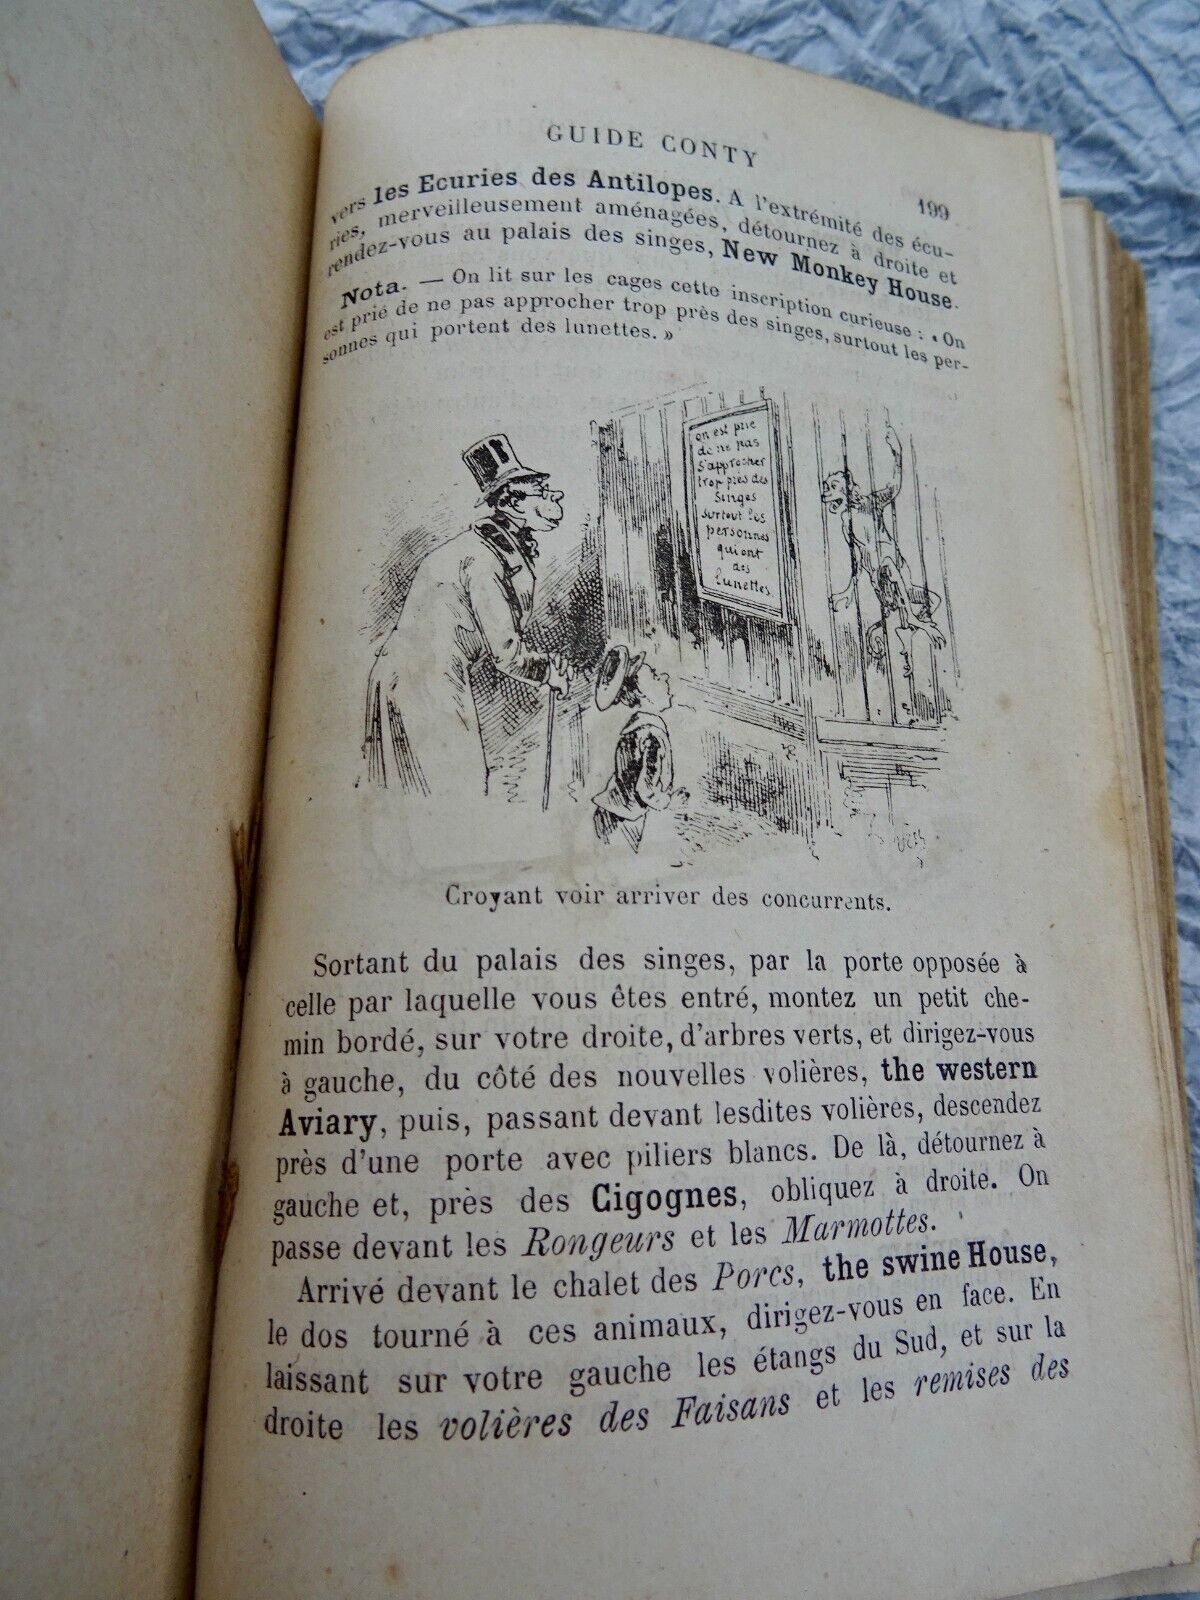 GUIDE CONTY
199
vers les Ecuries des Antilopes. A l'extrémité des écu-
ries, merveilleusement aménagées, détournez à droite et
rendez-vous au palais des singes, New Monkey House.
Nota. — On lit sur les cages cette inscription curieuse : « On
est prié de ne pas approcher trop près des singes, surtout les per-
sonnes qui portent des lunettes. »
on est prié
de ne pas
s'approcher
trop près des
singes
surtout les
personnes
qui ont
des
lunettes
Croyant voir arriver des concurrents.
Sortant du palais des singes, par la porte opposée à
celle par laquelle vous êtes entré, montez un petit che-
min bordé, sur votre droite, d'arbres verts, et dirigez-vous
à gauche, du côté des nouvelles volières, the western
Aviary, puis, passant devant lesdites volières, descendez
près d'une porte avec piliers blancs. De là, détournez à
gauche et, près des Cigognes, obliquez à droite. On
passe devant les Rongeurs et les Marmottes.
Arrivé devant le chalet des Porcs, the swine House,
le dos tourné à ces animaux, dirigez-vous en face. En
laissant sur votre gauche les étangs du Sud, et sur la
droite les volières des Faisans et les remises des